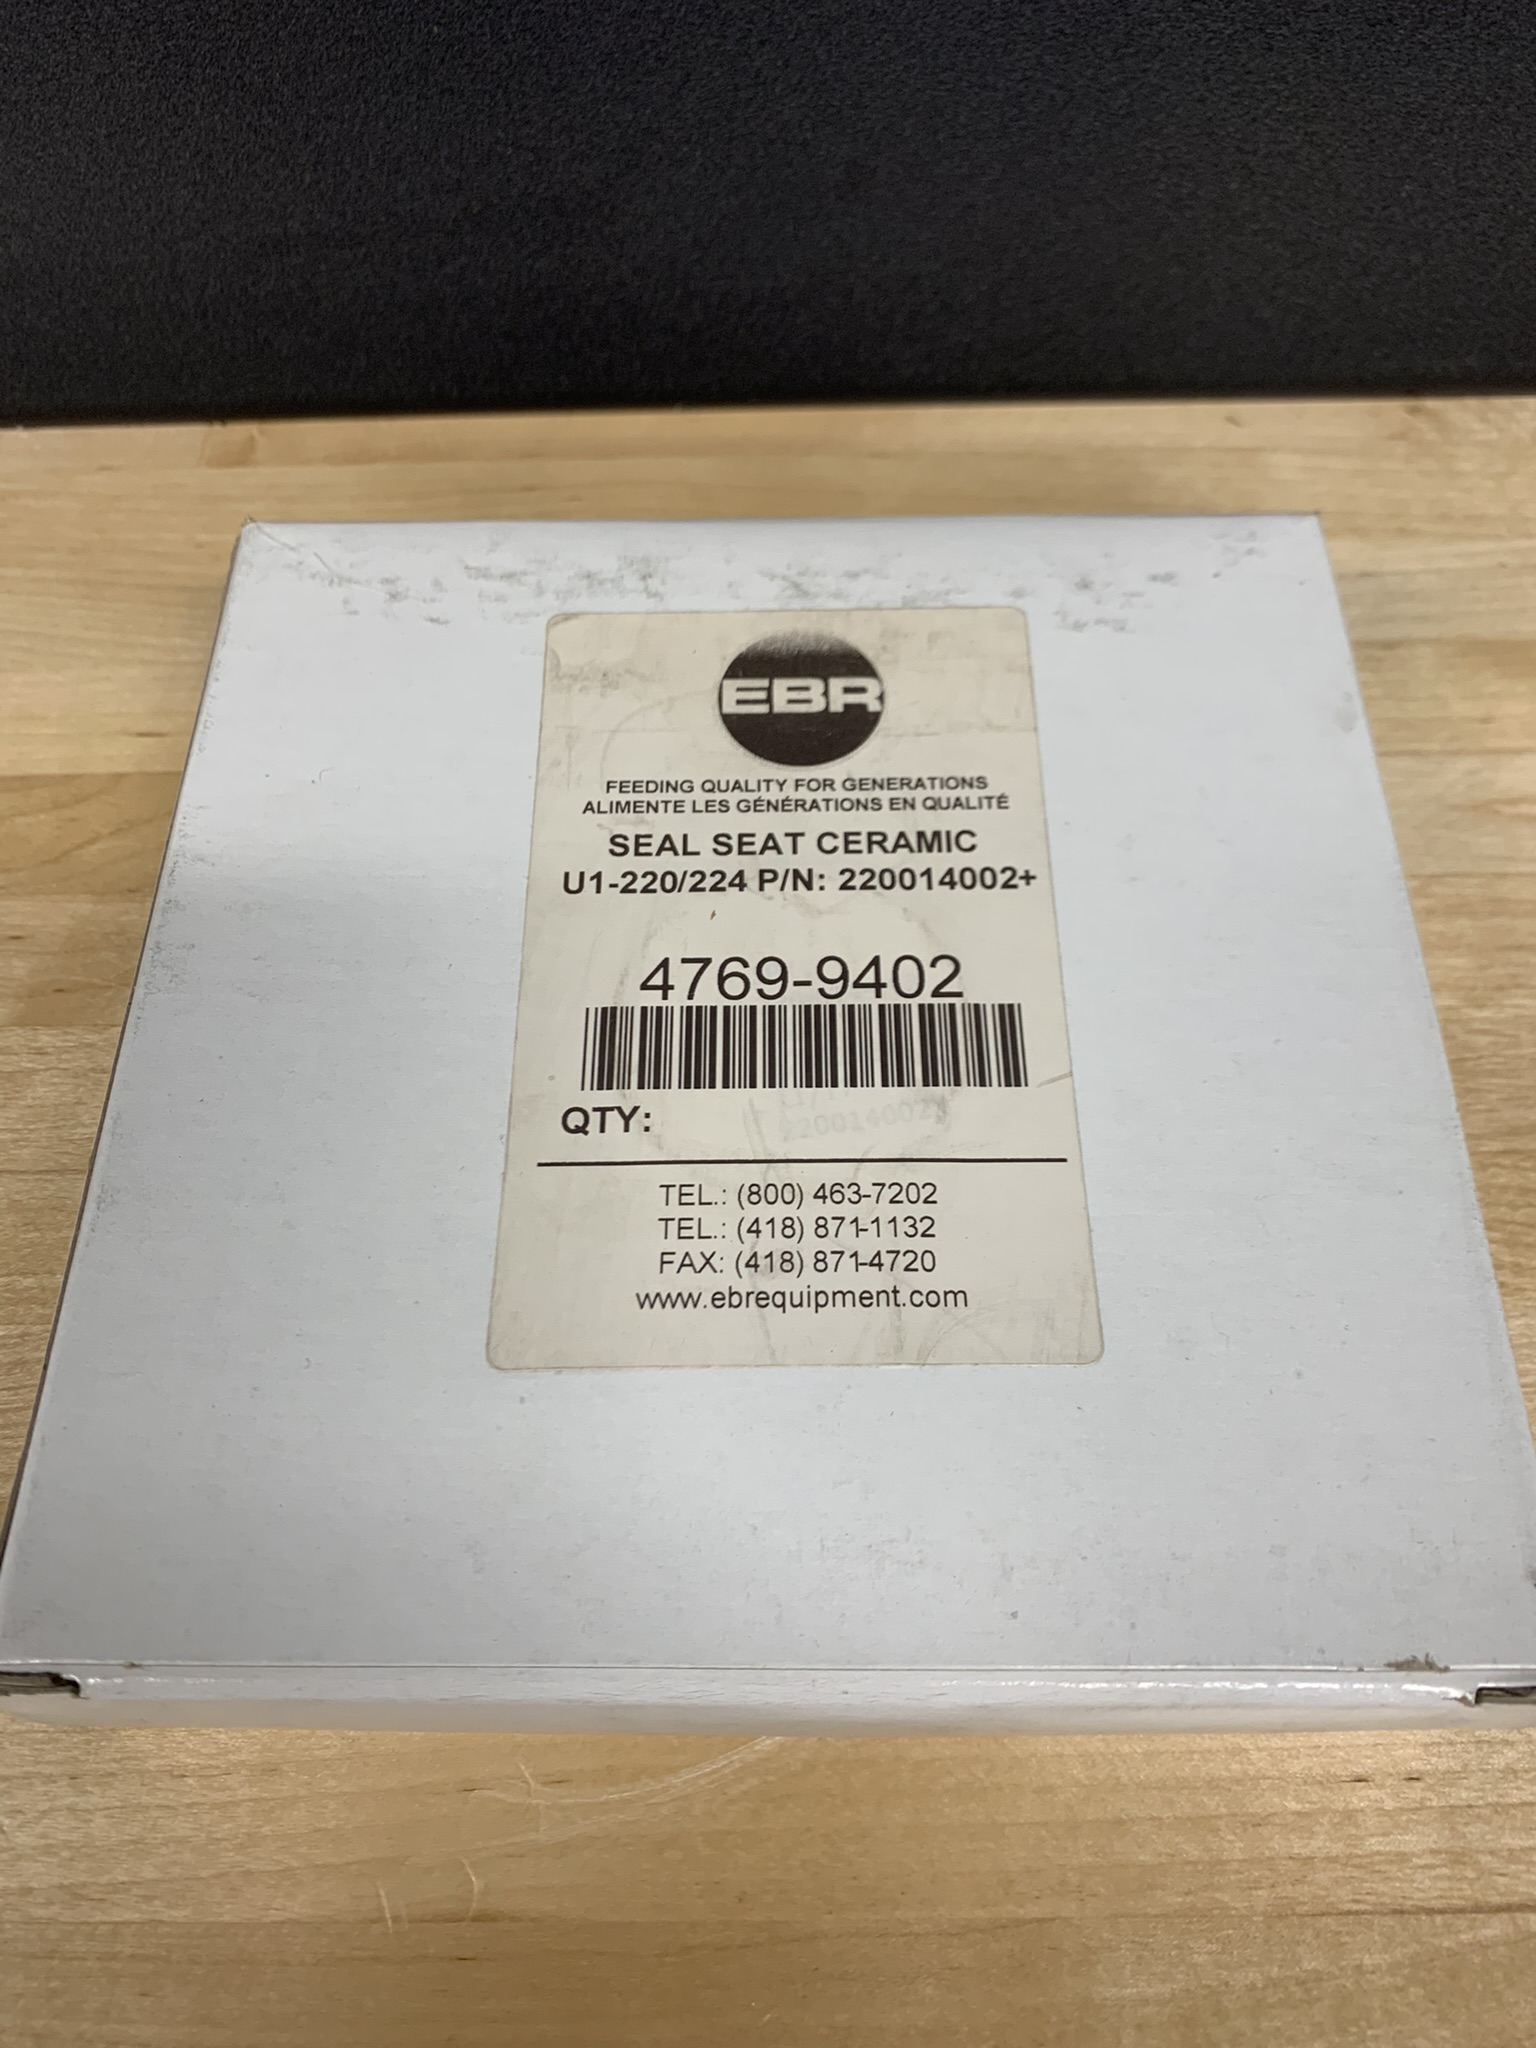 EBR
FEEDING QUALITY FOR GENERATIONS
ALIMENTE LES GÉNÉRATIONS EN QUALITÉ
SEAL SEAT CERAMIC
U1-220/224 P/N: 220014002+
4769-9402
220014002
QTY:
TEL.: (800) 463-7202
TEL.: (418) 871-1132
FAX: (418) 871-4720
www.ebrequipment.com